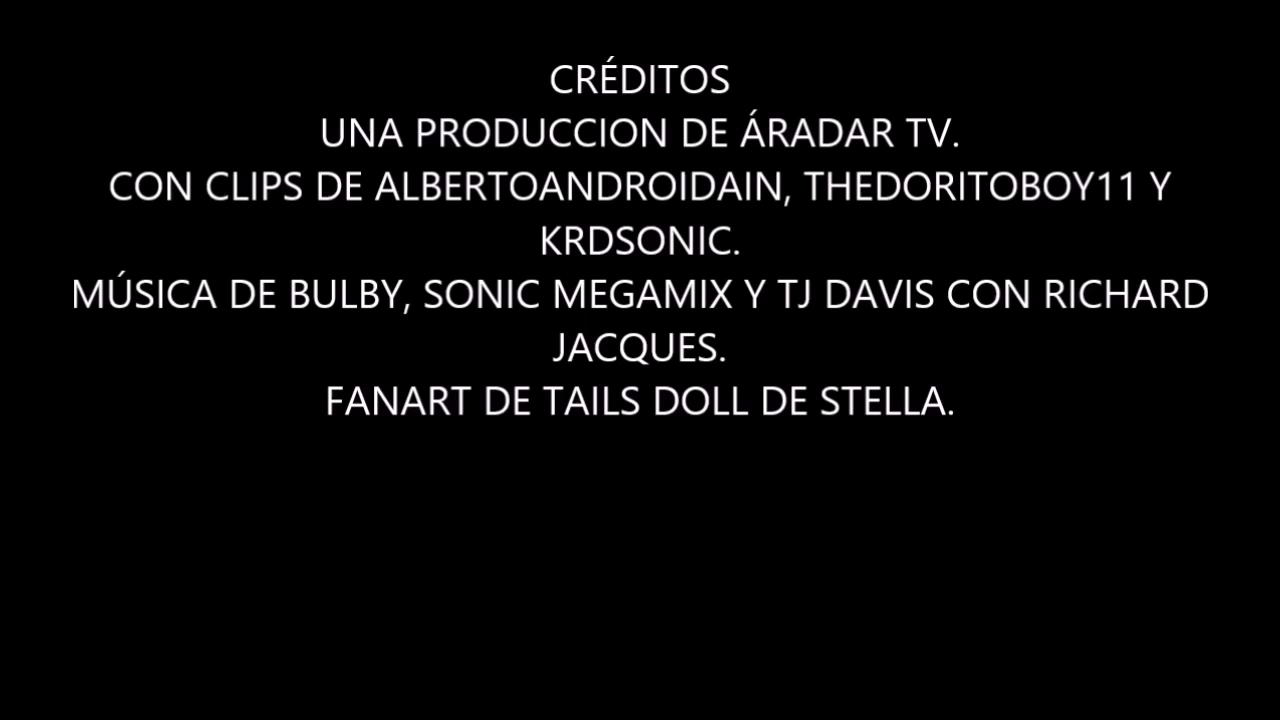 CRÉDITOS
UNA PRODUCCION DE ÁRADAR TV.
CON CLIPS DE ALBERTOANDROIDAIN, THEDORITOBOY11 Y
KRDSONIC.
MÚSICA DE BULBY, SONIC MEGAMIX Y TJ DAVIS CON RICHARD
JACQUES.
FANART DE TAILS DOLL DE STELLA.